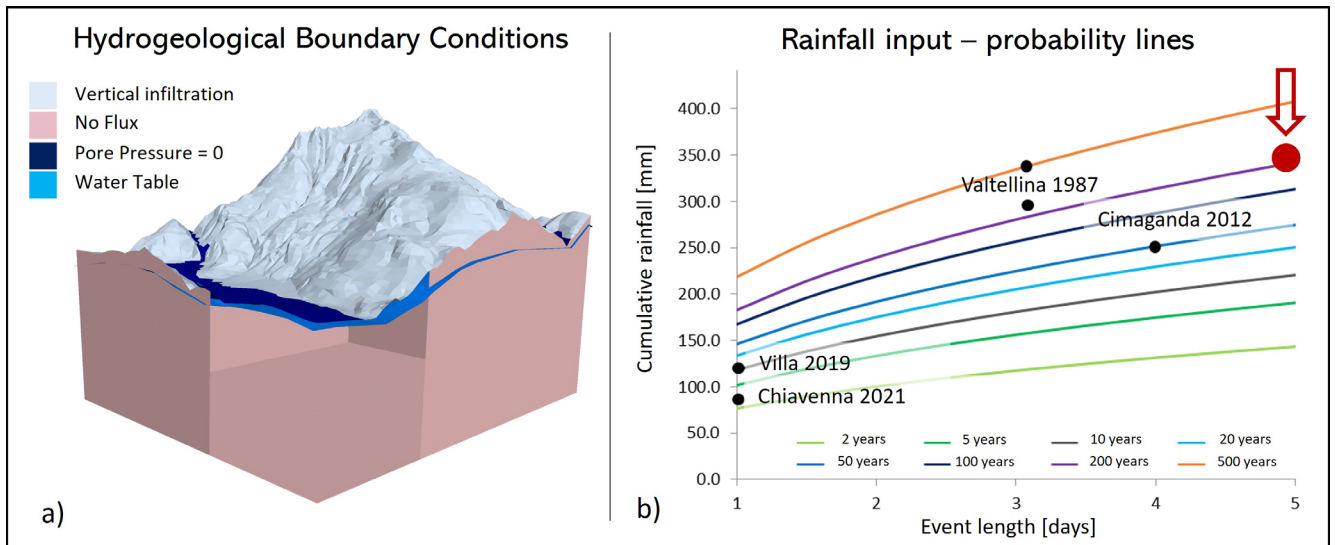 Hydrogeological Boundary Conditions
Vertical infiltration
No Flux
Pore Pressure = 0
Water Table
a)
Rainfall input – probability lines
Cumulative rainfall [mm]
400.0
350.0
300.0
250.0
200.0
150.0
100.0
50.0
0.0
Valtellina 1987
Cimaganda 2012
Villa 2019
Chiavenna 2021
2 years
5 years
10 years
20 years
50 years
100 years
200 years
500 years
1
2
3
4
5
b)
Event length [days]